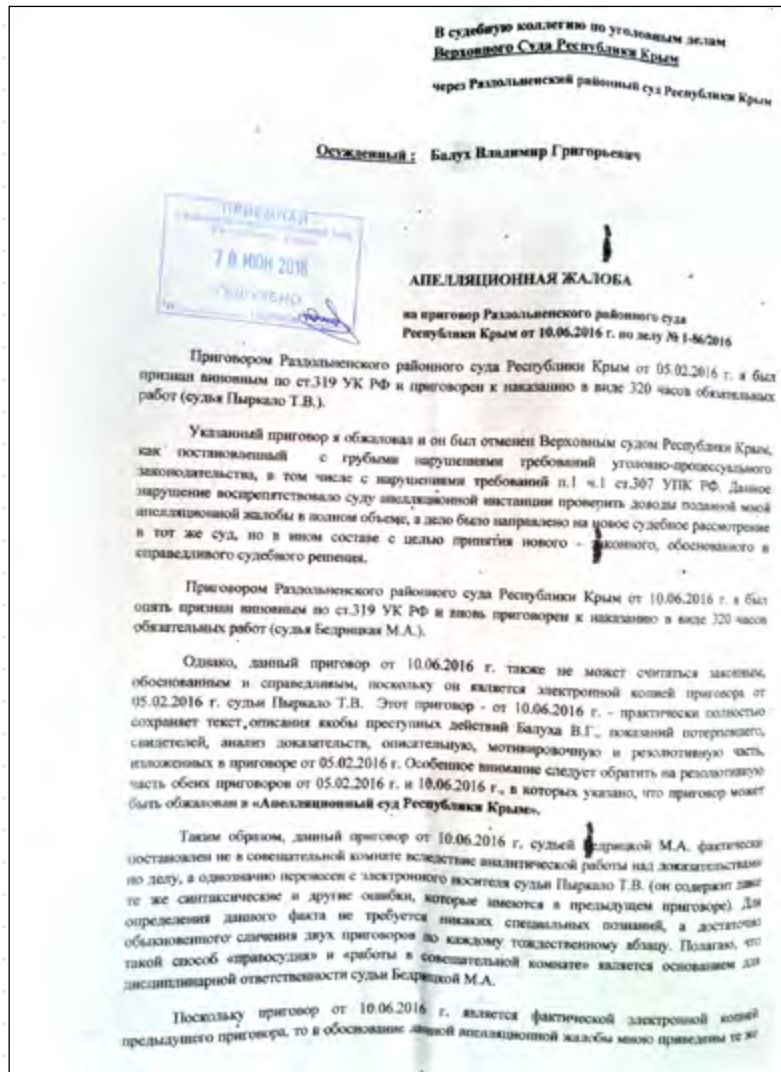 В судебную коллегию по уголовным делам
Верховного Суда Республики Крым
через Раздольненский районный суд Республики Крым
Осужденный : Балух Владимир Григорьевич
ПРИЕМНАЯ
2016
АПЕЛЛЯЦИОННАЯ ЖАЛОБА
на приговор Раздольненского районного суда
Республики Крым от 10.06.2016 г. по делу № 1-86/2016
Приговором Раздольненского районного суда Республики Крым от 05.02.2016 г. я был
признан виновным по ст.319 УК РФ и приговорен к наказанию в виде 320 часов обязательных
работ (судья Пыркало Т.В.).
Указанный приговор я обжаловал и он был отменен Верховным судом Республики Крым,
как постановленный с грубыми нарушениями требований уголовно-процессуального
законодательства, в том числе с нарушениями требований п.1 ч.1 ст.307 УПК РФ. Данное
нарушение воспрепятствовало суду апелляционной инстанции проверить доводы поданной мной
апелляционной жалобы в полном объеме, а дело было направлено на новое судебное рассмотрение
в тот же суд, но в ином составе с целью принятия нового - законного, обоснованного и
справедливого судебного решения.
Приговором Раздольненского районного суда Республики Крым от 10.06.2016 г. я был
опять признан виновным по ст.319 УК РФ и вновь приговорен к наказанию в виде 320 часов
обязательных работ (судья Бедрицкая М.А.).
Однако, данный приговор от 10.06.2016 г. также не может считаться законным,
обоснованным и справедливым, поскольку он является электронной копией приговора от
05.02.2016 г. судьи Пыркало Т.В. Этот приговор - от 10.06.2016 г. - практически полностью
сохраняет текст описания якобы преступных действий Балуха В.Г., показаний потерпевшего,
свидетелей, анализ доказательств, описательную, мотивировочную и резолютивную часть,
изложенных в приговоре от 05.02.2016 г. Особенное внимание следует обратить на резолютивную
часть обеих приговоров от 05.02.2016 г. и 10.06.2016 г., в которых указано, что приговор может
быть обжалован в «Апелляционный суд Республики Крым».
Таким образом, данный приговор от 10.06.2016 г. судьей Бедрицкой М.А. фактически
постановлен не в совещательной комнате вследствие аналитической работы над доказательствами
по делу, а однозначно перенесен с электронного носителя судьи Пыркало Т.В. (он содержит даже
те же синтаксические и другие ошибки, которые имеются в предыдущем приговоре). Для
определения данного факта не требуется никаких специальных познаний, а достаточно
обыкновенного сличения двух приговоров по каждому тождественному абзацу. Полагаю, что
такой способ «правосудия» и «работы в совещательной комнате» является основанием для
дисциплинарной ответственности судьи Бедрицкой М.А.
Поскольку приговор от 10.06.2016 г. является фактической электронной копией
предыдущего приговора, то в обоснование данной апелляционной жалобы мною приведены те же